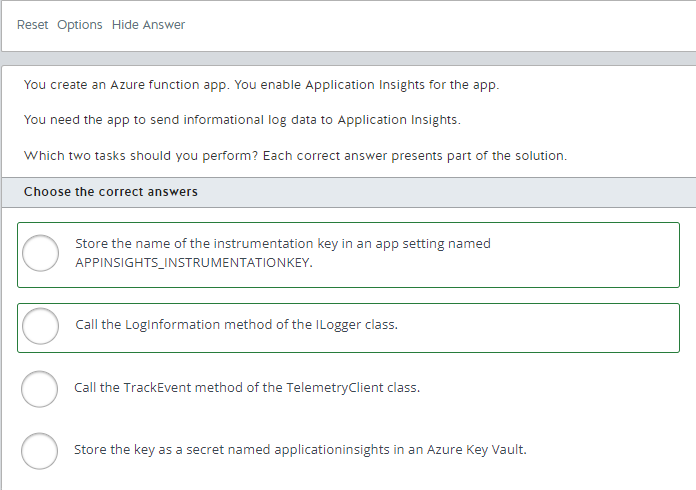 Reset Options Hide Answer
You create an Azure function app. You enable Application Insights for the app.
You need the app to send informational log data to Application Insights.
Which two tasks should you perform? Each correct answer presents part of the solution.
Choose the correct answers
Store the name of the instrumentation key in an app setting named
APPINSIGHTS_INSTRUMENTATIONKEY.
Call the LogInformation method of the ILogger class.
Call the TrackEvent method of the TelemetryClient class.
Store the key as a secret named applicationinsights in an Azure Key Vault.